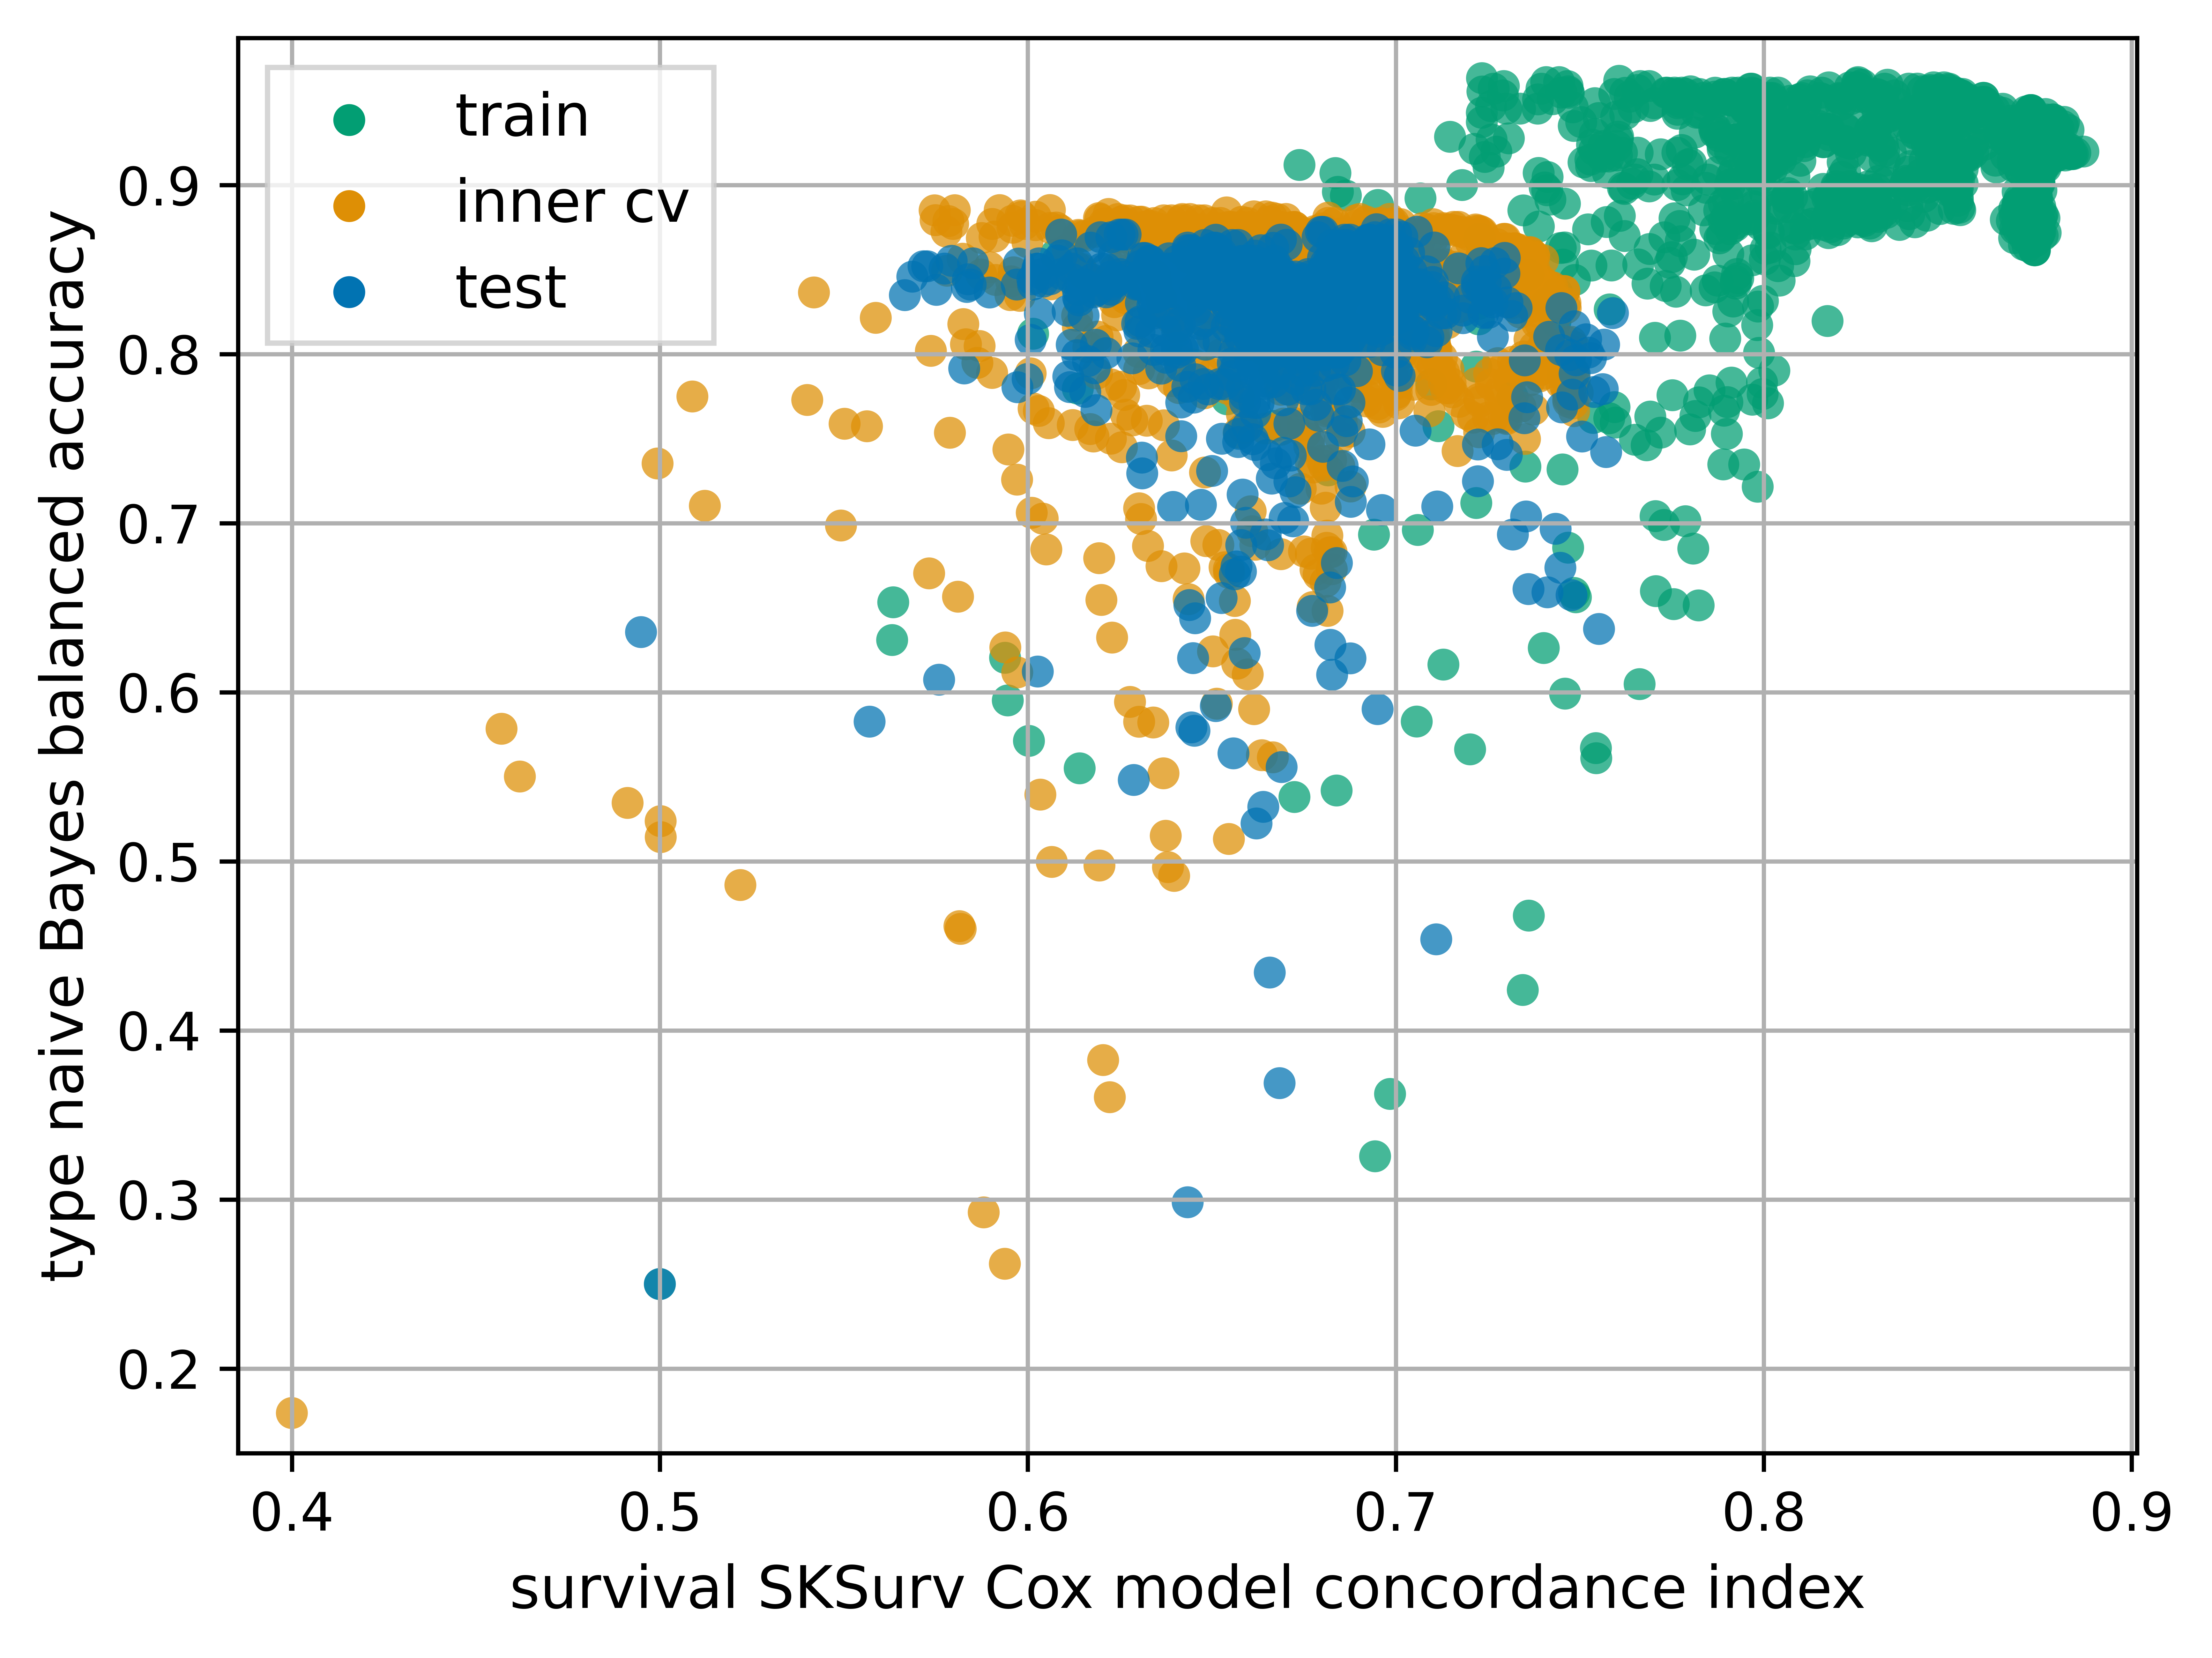 train
inner cv
test
0.9
0.8
0.7
0.6
0.5
0.4
0.3
0.2
type naive Bayes balanced accuracy
0.4 0.5 0.6 0.7 0.8 0.9
survival SKSurv Cox model concordance index